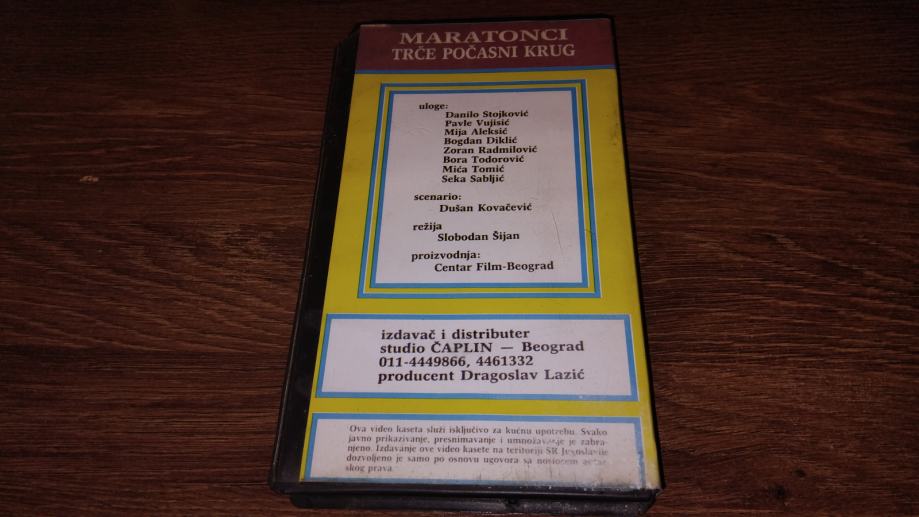 MARATONCI
TRČE POČASNI KRUG
uloge:
Danilo Stojković
Pavle Vujisić
Mija Aleksić
Bogdan Diklić
Zoran Radmilović
Bora Todorović
Mića Tomić
Seka Sabljić
scenario:
Dušan Kovačević
režija
Slobodan Šijan
proizvodnja:
Centar Film-Beograd
izdavač i distributer
studio ČAPLIN — Beograd
011-4449866, 4461332
producent Dragoslav Lazić
Ova video kaseta služi isključivo za kućnu upotrebu. Svako
javno prikazivanje, presnimavanje i umnožavanje je zabra-
njeno. Izdavanje ove video kasete na teritoriji SR Jugoslavije
dozvoljeno je samo po osnovu ugovora sa nosiocem autor-
skog prava.